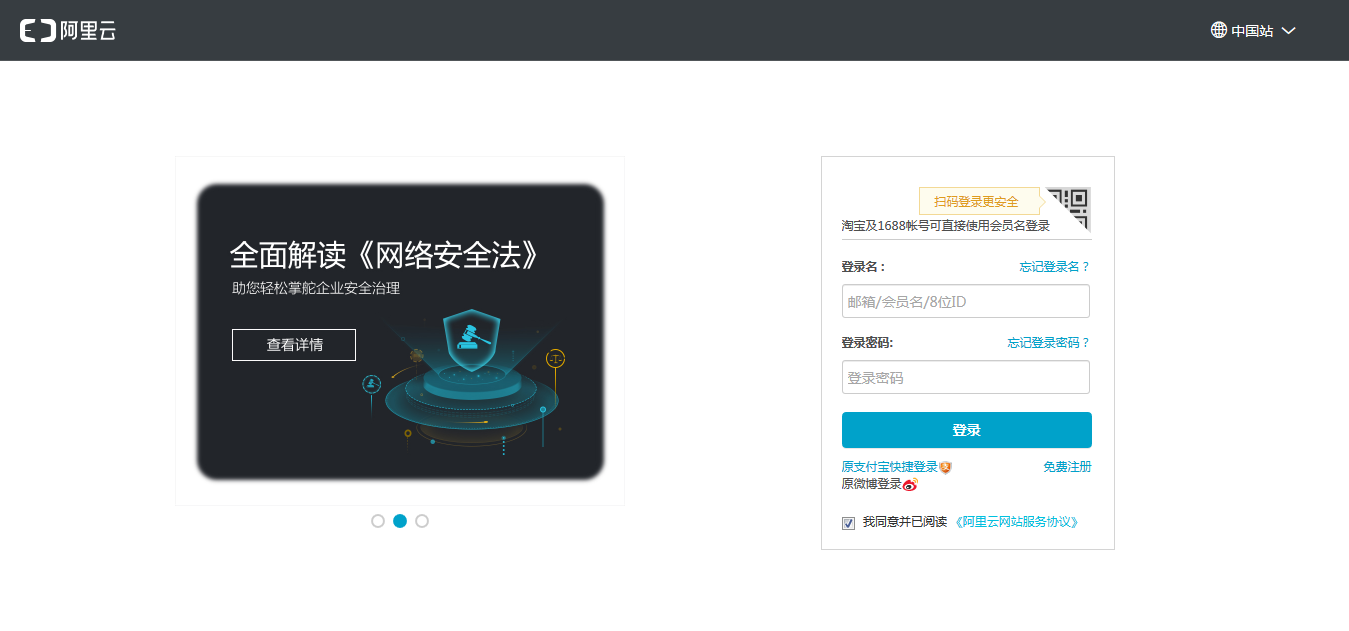 阿里云
中国站
全面解读《网络安全法》
助您轻松掌舵企业安全治理
查看详情
扫码登录更安全
淘宝及1688帐号可直接使用会员名登录
登录名：
忘记登录名？
邮箱/会员名/8位ID
登录密码:
忘记登录密码？
登录密码
登录
原支付宝快捷登录
免费注册
原微博登录
我同意并已阅读 《阿里云网站服务协议》